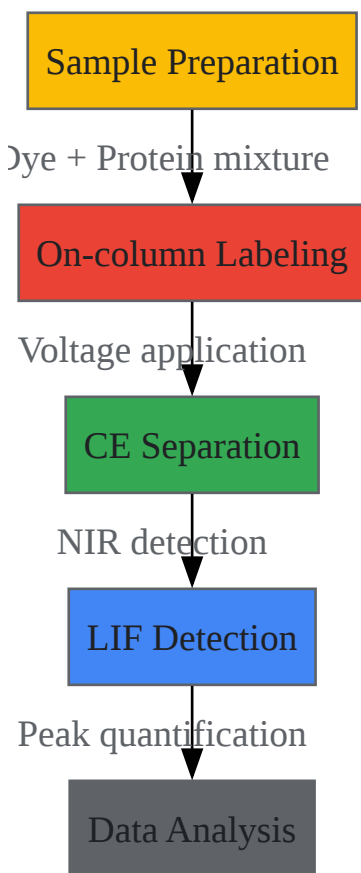 Sample Preparation
Dye + Protein mixture
On-column Labeling
Voltage application
CE Separation
NIR detection
LIF Detection
Peak quantification
Data Analysis